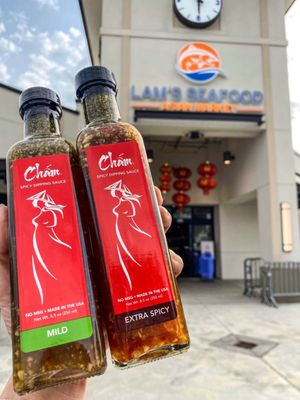 LAM'S SEAFOOD
ASIAN MARKET
Chấm
SPICY DIPPING SAUCE
NO MSG • MADE IN THE USA
Net Wt. 8.5 oz (250 ml)
MILD
Chấm
SPICY DIPPING SAUCE
NO MSG • MADE IN THE USA
Net Wt. 8.5 oz (250 ml)
EXTRA SPICY